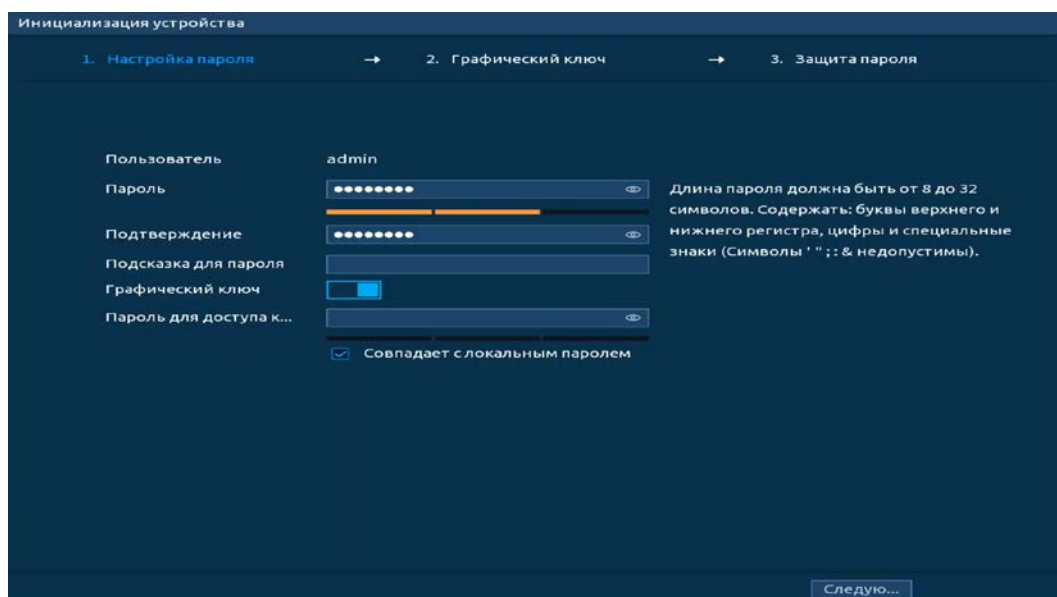 Инициализация устройства
1. Настройка пароля → 2. Графический ключ → 3. Защита пароля
Пользователь admin
Пароль ●●●●●●●●
Длина пароля должна быть от 8 до 32
символов. Содержать: буквы верхнего и
нижнего регистра, цифры и специальные
знаки (Символы ' " ; : & недопустимы).
Подтверждение ●●●●●●●●
Подсказка для пароля
Графический ключ
Пароль для доступа к...
Совпадает с локальным паролем
Следую...